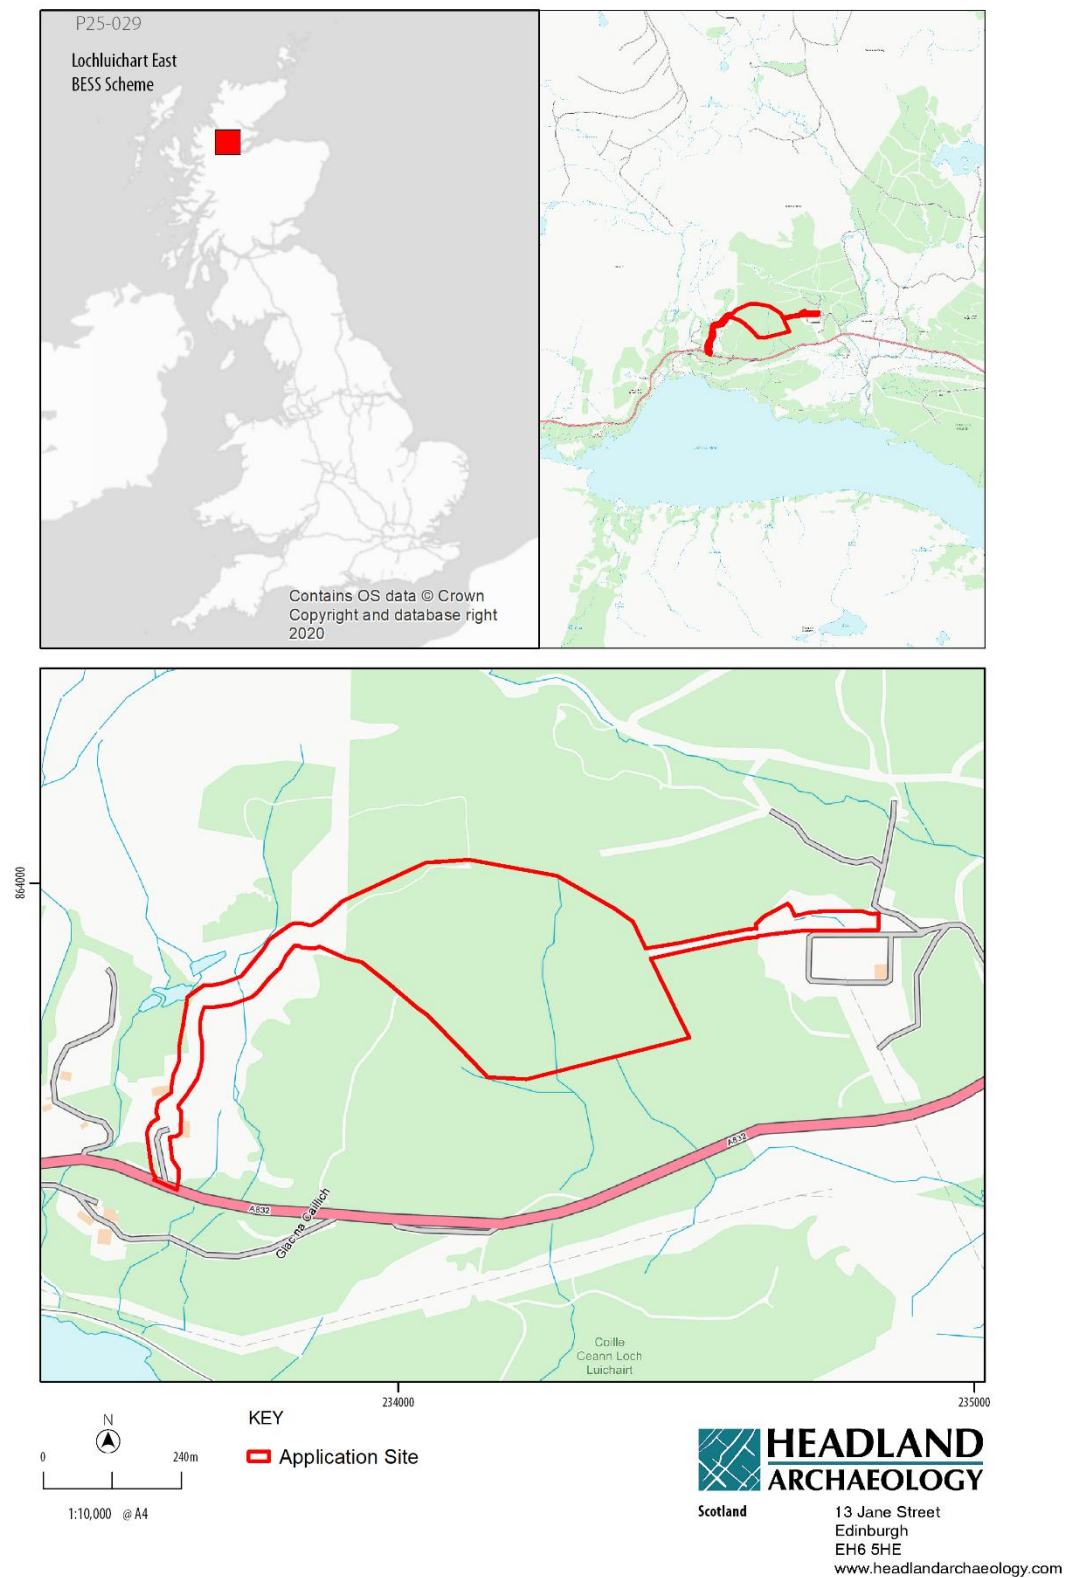 P25-029
Lochluichart East
BESS Scheme
Contains OS data © Crown
Copyright and database right
2020
864000
A832
A832
Glac na Caillich
Coille
Ceann Loch
Luichairt
234000
235000
N
0
240m
1:10,000 @ A4
KEY
Application Site
HEADLAND
ARCHAEOLOGY
Scotland
13 Jane Street
Edinburgh
EH6 5HE
www.headlandarchaeology.com